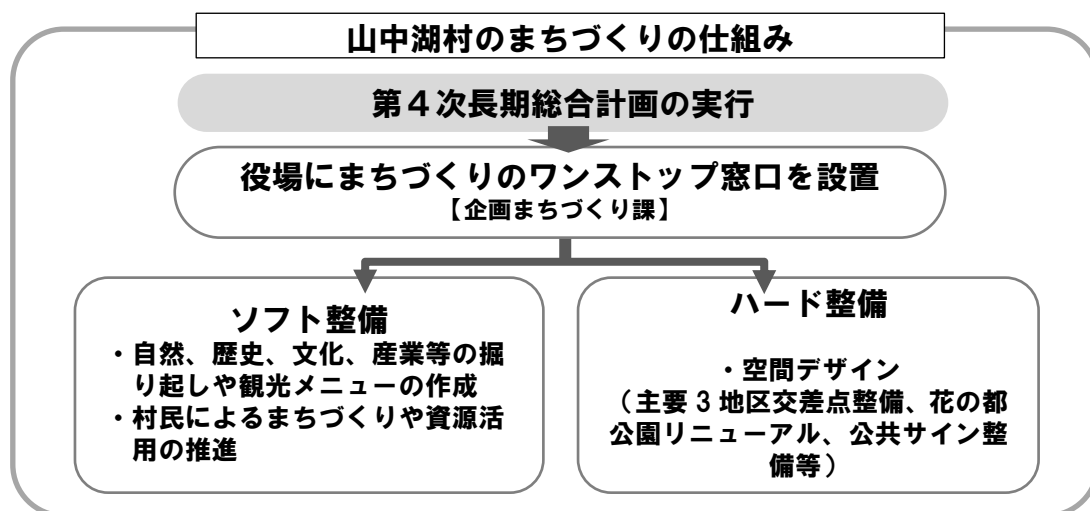 山中湖村のまちづくりの仕組み
第４次長期総合計画の実行
役場にまちづくりのワンストップ窓口を設置
【企画まちづくり課】
ソフト整備
・自然、歴史、文化、産業等の掘
り起しや観光メニューの作成
・村民によるまちづくりや資源活
用の推進
ハード整備
・空間デザイン
（主要３地区交差点整備、花の都
公園リニューアル、公共サイン整
備等）